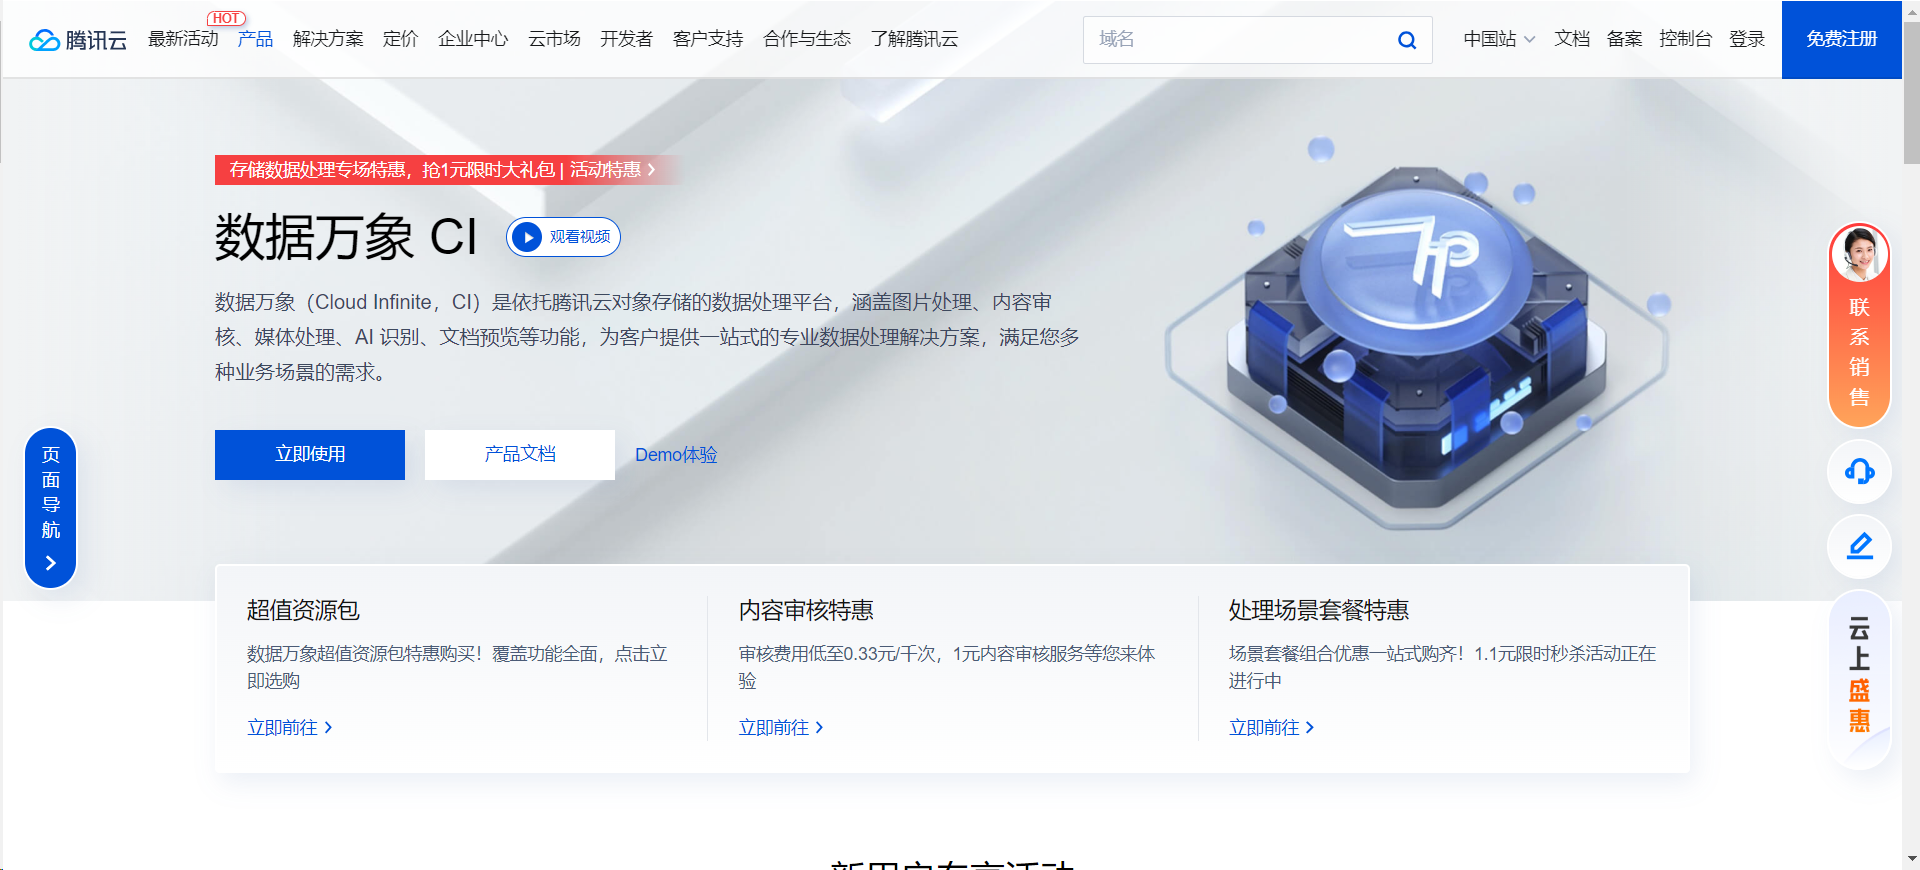 腾讯云
最新活动 HOT 产品 解决方案 定价 企业中心 云市场 开发者 客户支持 合作与生态 了解腾讯云
域名
中国站 文档 备案 控制台 登录 免费注册
存储数据处理专场特惠，抢1元限时大礼包 | 活动特惠
数据万象 CI
观看视频
数据万象（Cloud Infinite，CI）是依托腾讯云对象存储的数据处理平台，涵盖图片处理、内容审
核、媒体处理、AI 识别、文档预览等功能，为客户提供一站式的专业数据处理解决方案，满足您多
种业务场景的需求。
立即使用
产品文档
Demo体验
页面导航
超值资源包
数据万象超值资源包特惠购买！覆盖功能全面，点击立
即选购
立即前往
内容审核特惠
审核费用低至0.33元/千次，1元内容审核服务等您来体
验
立即前往
处理场景套餐特惠
场景套餐组合优惠一站式购齐！1.1元限时秒杀活动正在
进行中
立即前往
联系销售
云上盛惠
新用户专享活动